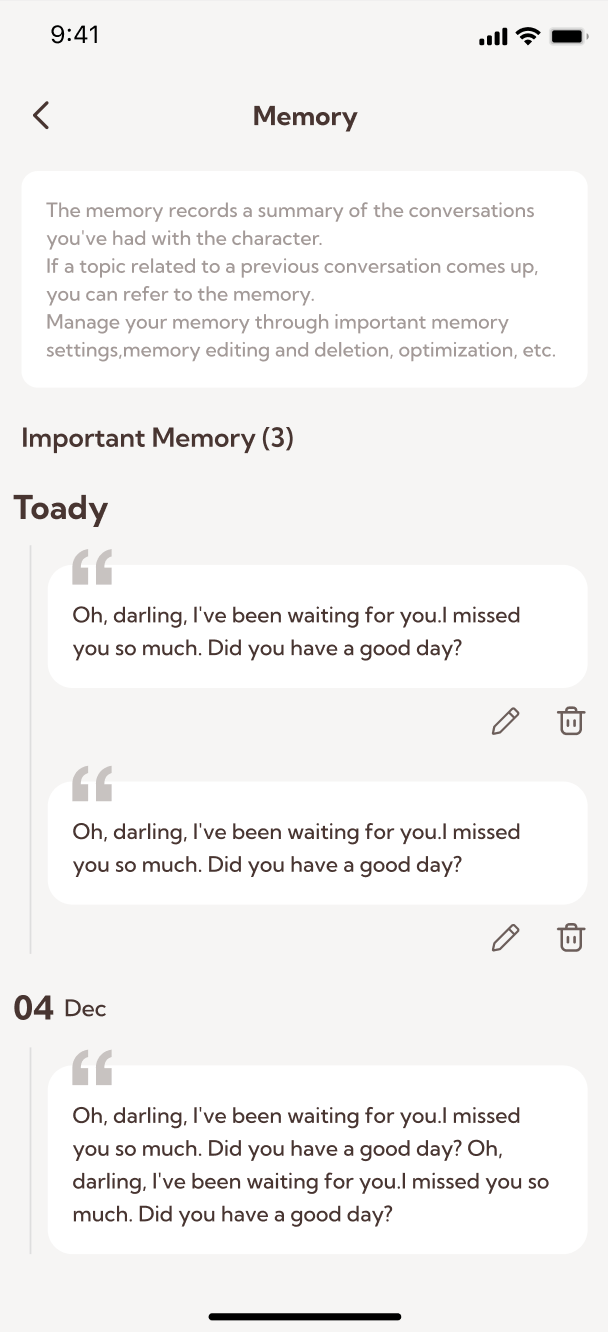 9:41
Memory
The memory records a summary of the conversations
you've had with the character.
If a topic related to a previous conversation comes up,
you can refer to the memory.
Manage your memory through important memory
settings,memory editing and deletion, optimization, etc.
Important Memory (3)
Toady
Oh, darling, I've been waiting for you.I missed
you so much. Did you have a good day?
Oh, darling, I've been waiting for you.I missed
you so much. Did you have a good day?
04 Dec
Oh, darling, I've been waiting for you.I missed
you so much. Did you have a good day? Oh,
darling, I've been waiting for you.I missed you so
much. Did you have a good day?